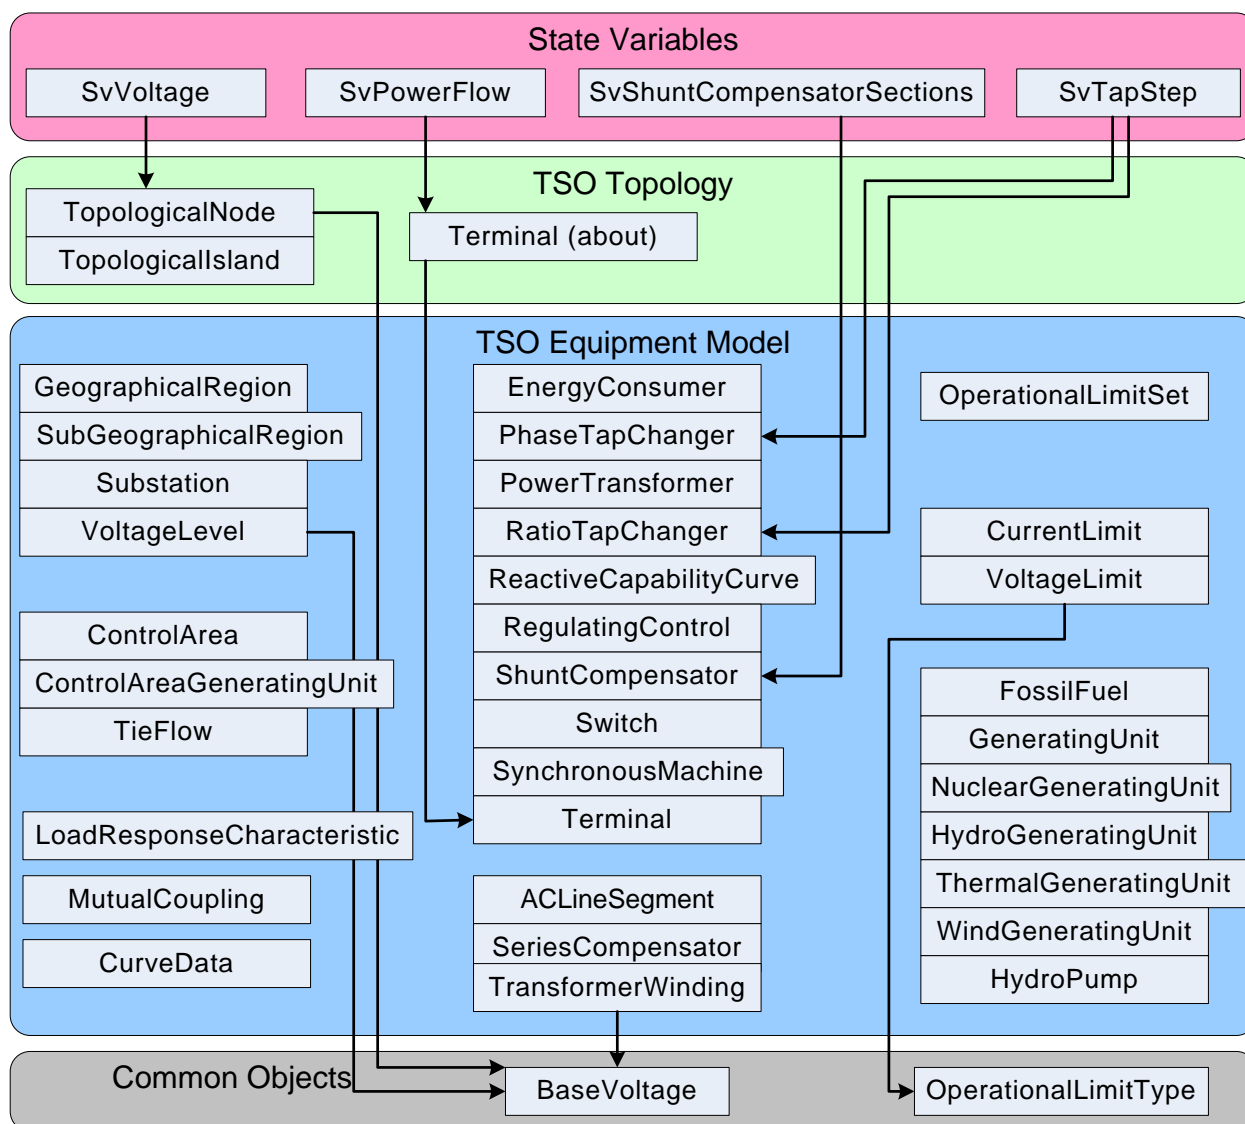 State Variables
SvVoltage
SvPowerFlow
SvShuntCompensatorSections
SvTapStep
TSO Topology
TopologicalNode
TopologicalIsland
Terminal (about)
TSO Equipment Model
GeographicalRegion
SubGeographicalRegion
Substation
VoltageLevel
ControlArea
ControlAreaGeneratingUnit
TieFlow
LoadResponseCharacteristic
MutualCoupling
CurveData
EnergyConsumer
PhaseTapChanger
PowerTransformer
RatioTapChanger
ReactiveCapabilityCurve
RegulatingControl
ShuntCompensator
Switch
SynchronousMachine
Terminal
ACLineSegment
SeriesCompensator
TransformerWinding
OperationalLimitSet
CurrentLimit
VoltageLimit
FossilFuel
GeneratingUnit
NuclearGeneratingUnit
HydroGeneratingUnit
ThermalGeneratingUnit
WindGeneratingUnit
HydroPump
Common Objects
BaseVoltage
OperationalLimitType